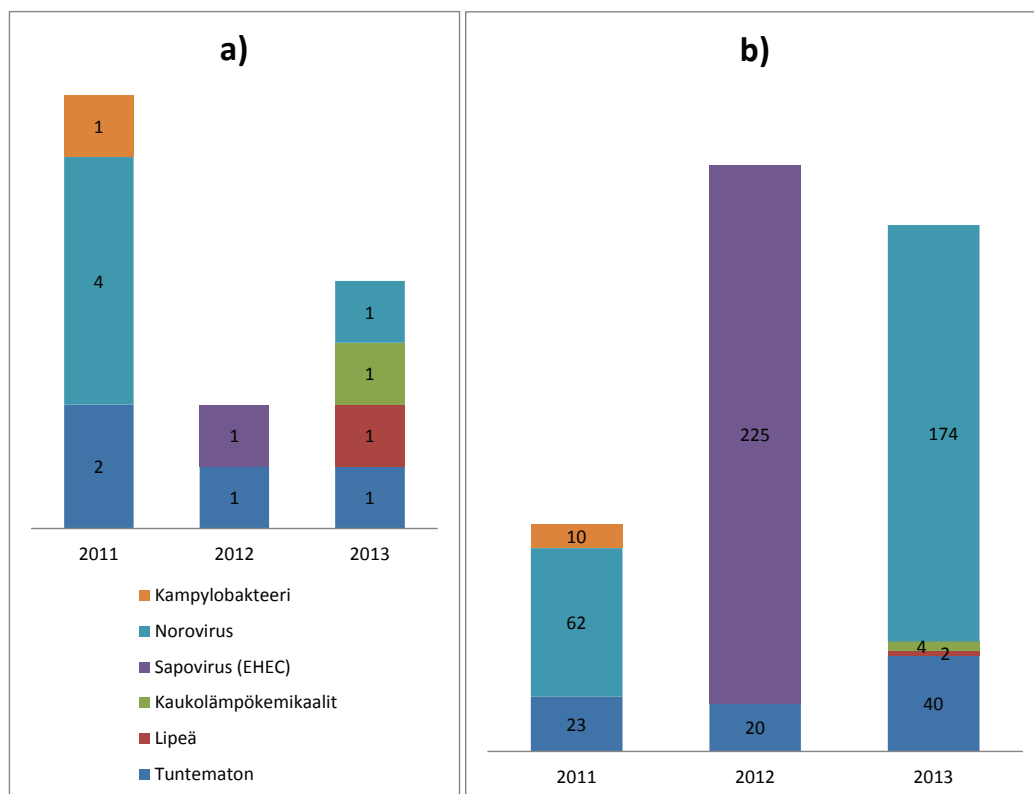 a)
1
4
2
1
1
1
1
1
1
2011 2012 2013
Kampylobakteeri
Norovirus
Sapovirus (EHEC)
Kaukolämpökemikaalit
Lipeä
Tuntematon
b)
10
62
23
225
20
174
4
2
40
2011 2012 2013